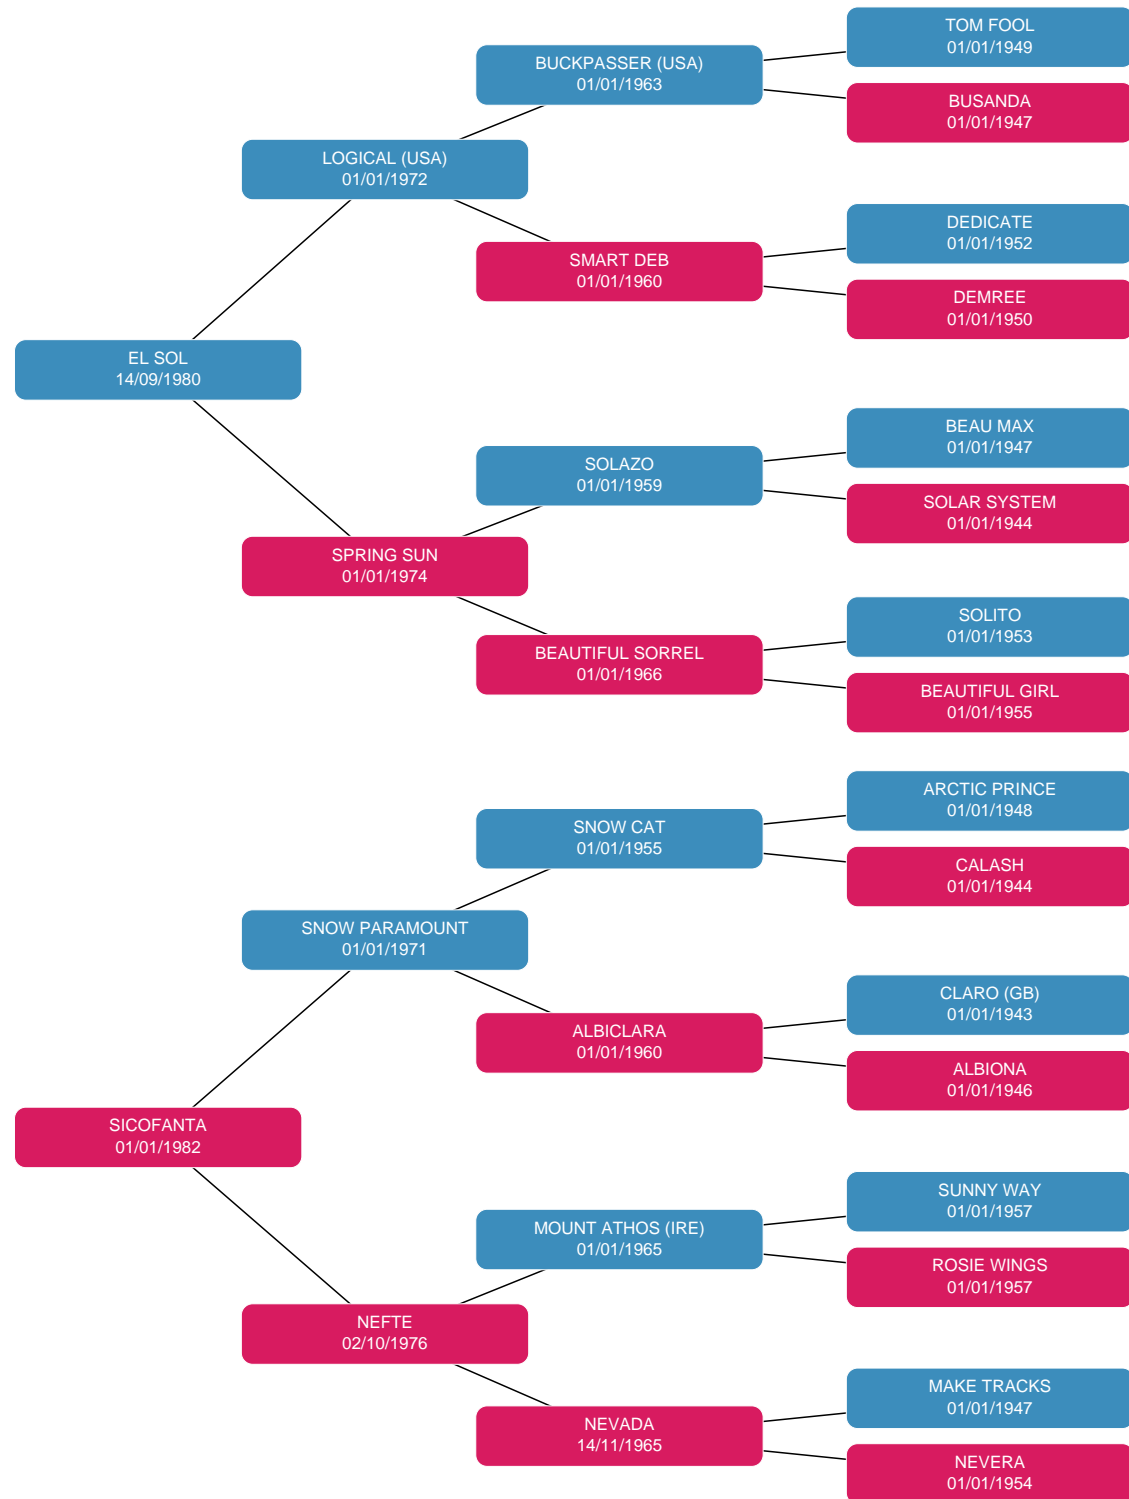 TOM FOOL
01/01/1949
BUCKPASSER (USA)
01/01/1963
BUSANDA
01/01/1947
LOGICAL (USA)
01/01/1972
DEDICATE
01/01/1952
SMART DEB
01/01/1960
DEMREE
01/01/1950
EL SOL
14/09/1980
BEAU MAX
01/01/1947
SOLAZO
01/01/1959
SOLAR SYSTEM
01/01/1944
SPRING SUN
01/01/1974
SOLITO
01/01/1953
BEAUTIFUL SORREL
01/01/1966
BEAUTIFUL GIRL
01/01/1955
ARCTIC PRINCE
01/01/1948
SNOW CAT
01/01/1955
CALASH
01/01/1944
SNOW PARAMOUNT
01/01/1971
CLARO (GB)
01/01/1943
ALBICLARA
01/01/1960
ALBIONA
01/01/1946
SICOFANTA
01/01/1982
SUNNY WAY
01/01/1957
MOUNT ATHOS (IRE)
01/01/1965
ROSIE WINGS
01/01/1957
NEFTE
02/10/1976
MAKE TRACKS
01/01/1947
NEVADA
14/11/1965
NEVERA
01/01/1954